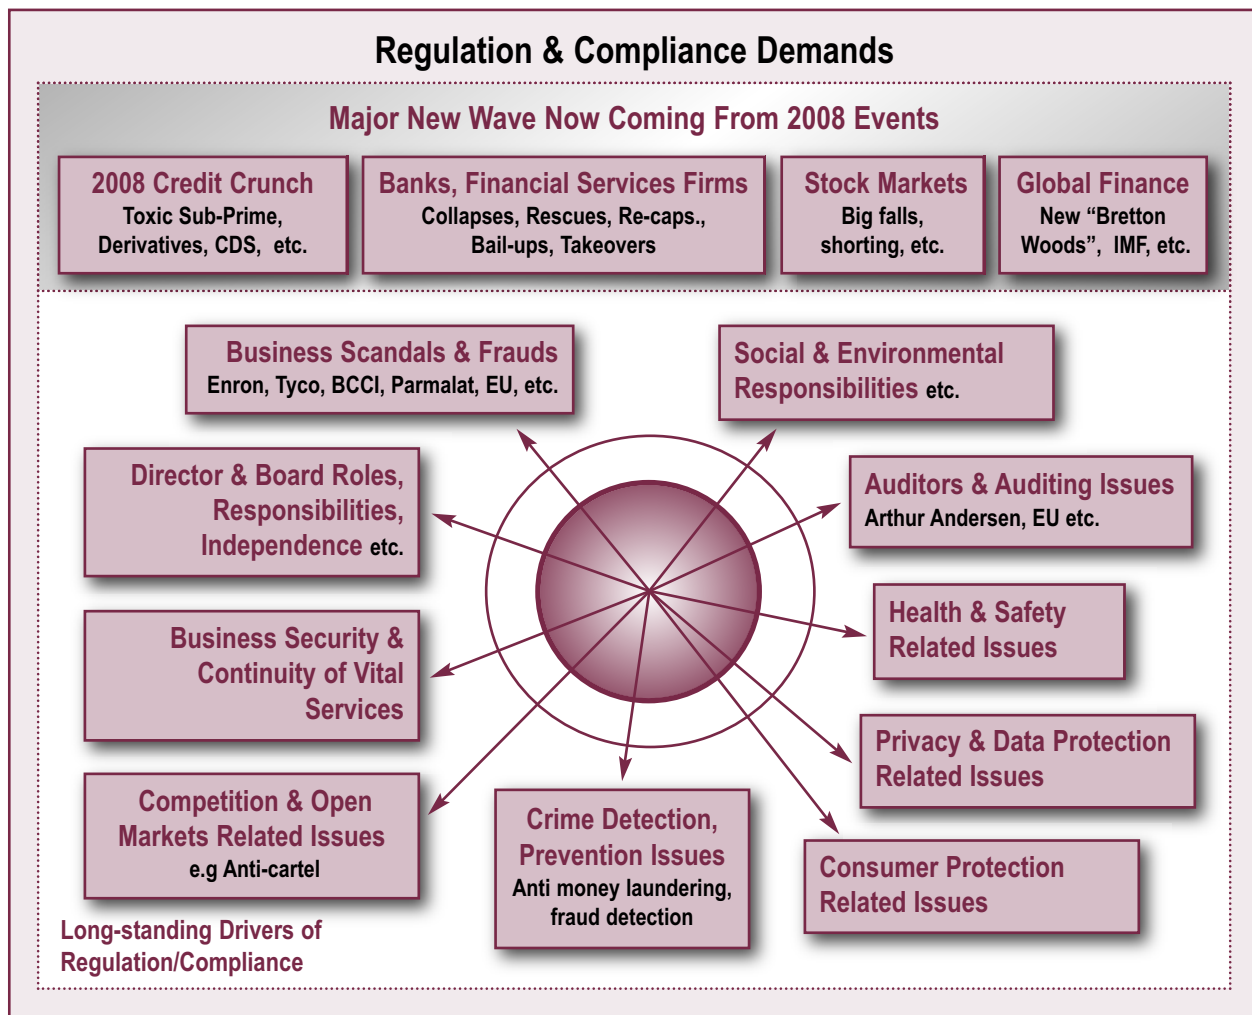 Regulation & Compliance Demands
Major New Wave Now Coming From 2008 Events
2008 Credit Crunch
Toxic Sub-Prime,
Derivatives, CDS, etc.
Banks, Financial Services Firms
Collapses, Rescues, Re-caps.,
Bail-ups, Takeovers
Stock Markets
Big falls,
shorting, etc.
Global Finance
New “Bretton
Woods”, IMF, etc.
Business Scandals & Frauds
Enron, Tyco, BCCI, Parmalat, EU, etc.
Social & Environmental
Responsibilities etc.
Director & Board Roles,
Responsibilities,
Independence etc.
Auditors & Auditing Issues
Arthur Andersen, EU etc.
Business Security &
Continuity of Vital
Services
Health & Safety
Related Issues
Privacy & Data Protection
Related Issues
Competition & Open
Markets Related Issues
e.g Anti-cartel
Crime Detection,
Prevention Issues
Anti money laundering,
fraud detection
Consumer Protection
Related Issues
Long-standing Drivers of
Regulation/Compliance